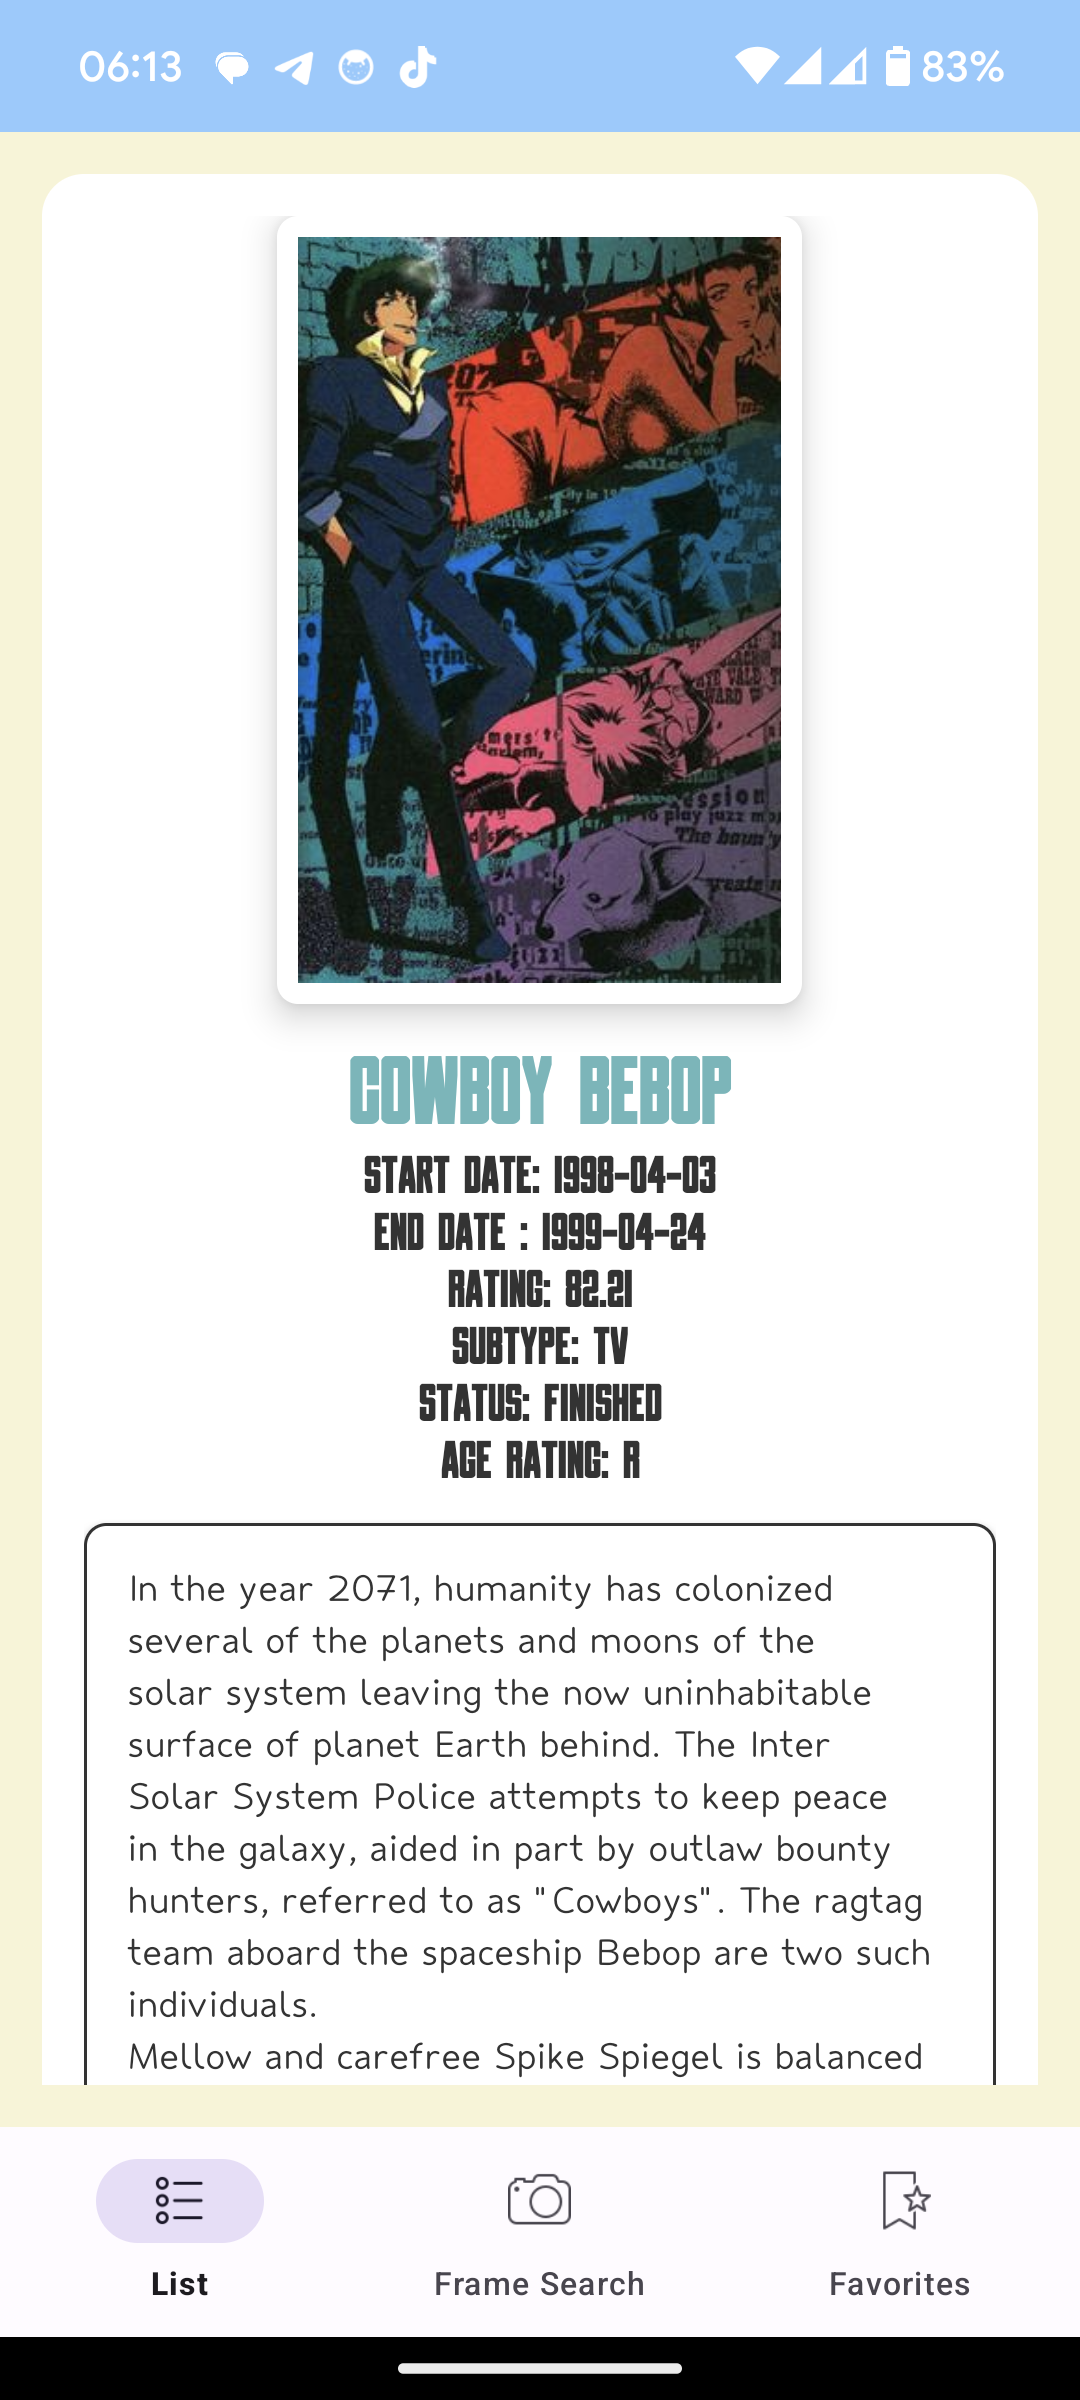 06:13
83%
COWBOY BEBOP
START DATE: 1998-04-03
END DATE : 1999-04-24
RATING: 82.21
SUBTYPE: TV
STATUS: FINISHED
AGE RATING: R
In the year 2071, humanity has colonized
several of the planets and moons of the
solar system leaving the now uninhabitable
surface of planet Earth behind. The Inter
Solar System Police attempts to keep peace
in the galaxy, aided in part by outlaw bounty
hunters, referred to as "Cowboys". The ragtag
team aboard the spaceship Bebop are two such
individuals.
Mellow and carefree Spike Spiegel is balanced
List
Frame Search
Favorites